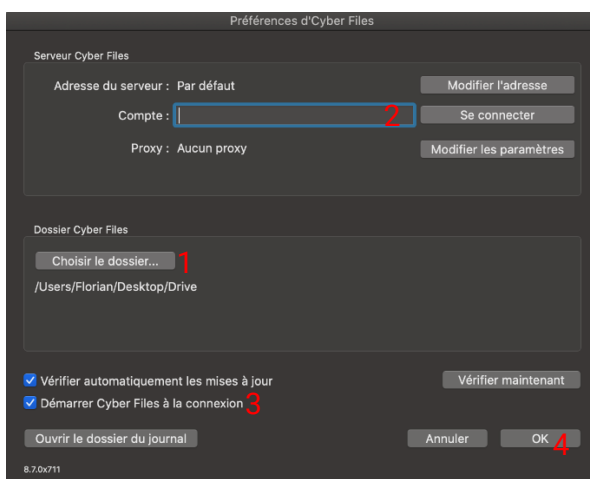 Préférences d'Cyber Files
Serveur Cyber Files
Adresse du serveur : Par défaut Modifier l'adresse
Compte : 2 Se connecter
Proxy : Aucun proxy Modifier les paramètres
Dossier Cyber Files
Choisir le dossier... 1
/Users/Florian/Desktop/Drive
Vérifier automatiquement les mises à jour Vérifier maintenant
Démarrer Cyber Files à la connexion 3
Ouvrir le dossier du journal Annuler OK 4
8.7.0x711